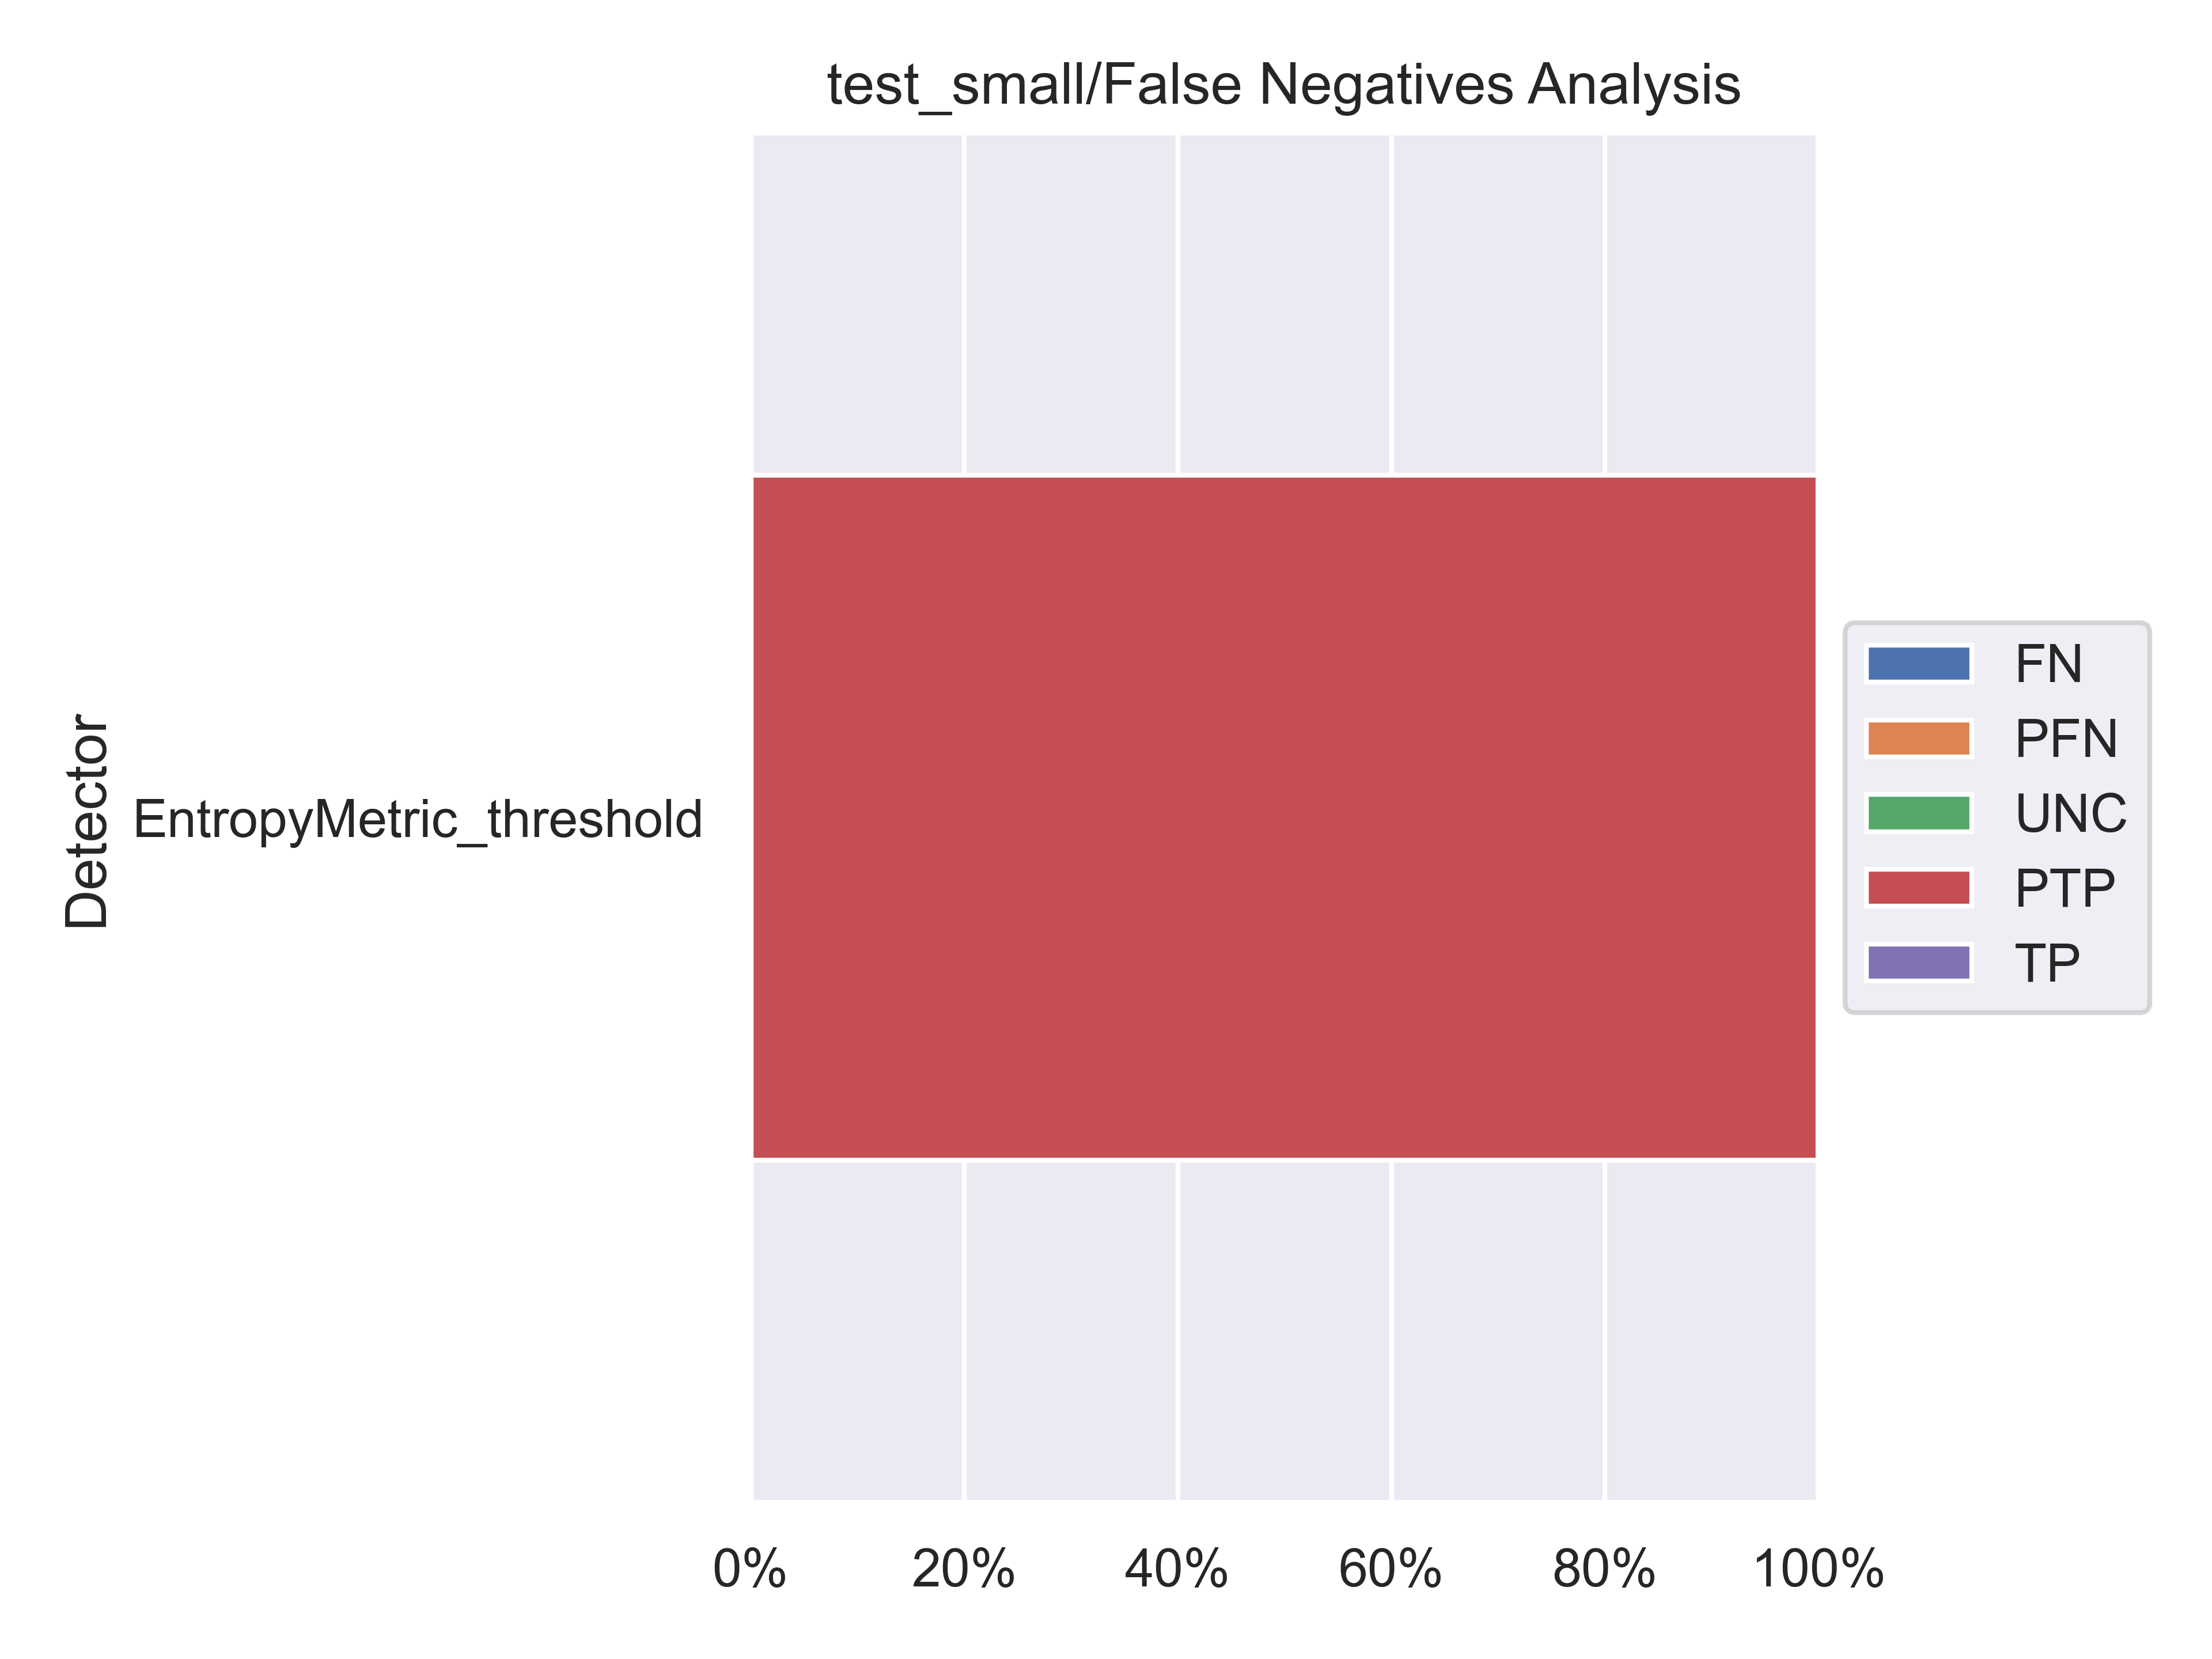 test_small/False Negatives Analysis
Detector
EntropyMetric_threshold
FN
PFN
UNC
PTP
TP
0% 20% 40% 60% 80% 100%